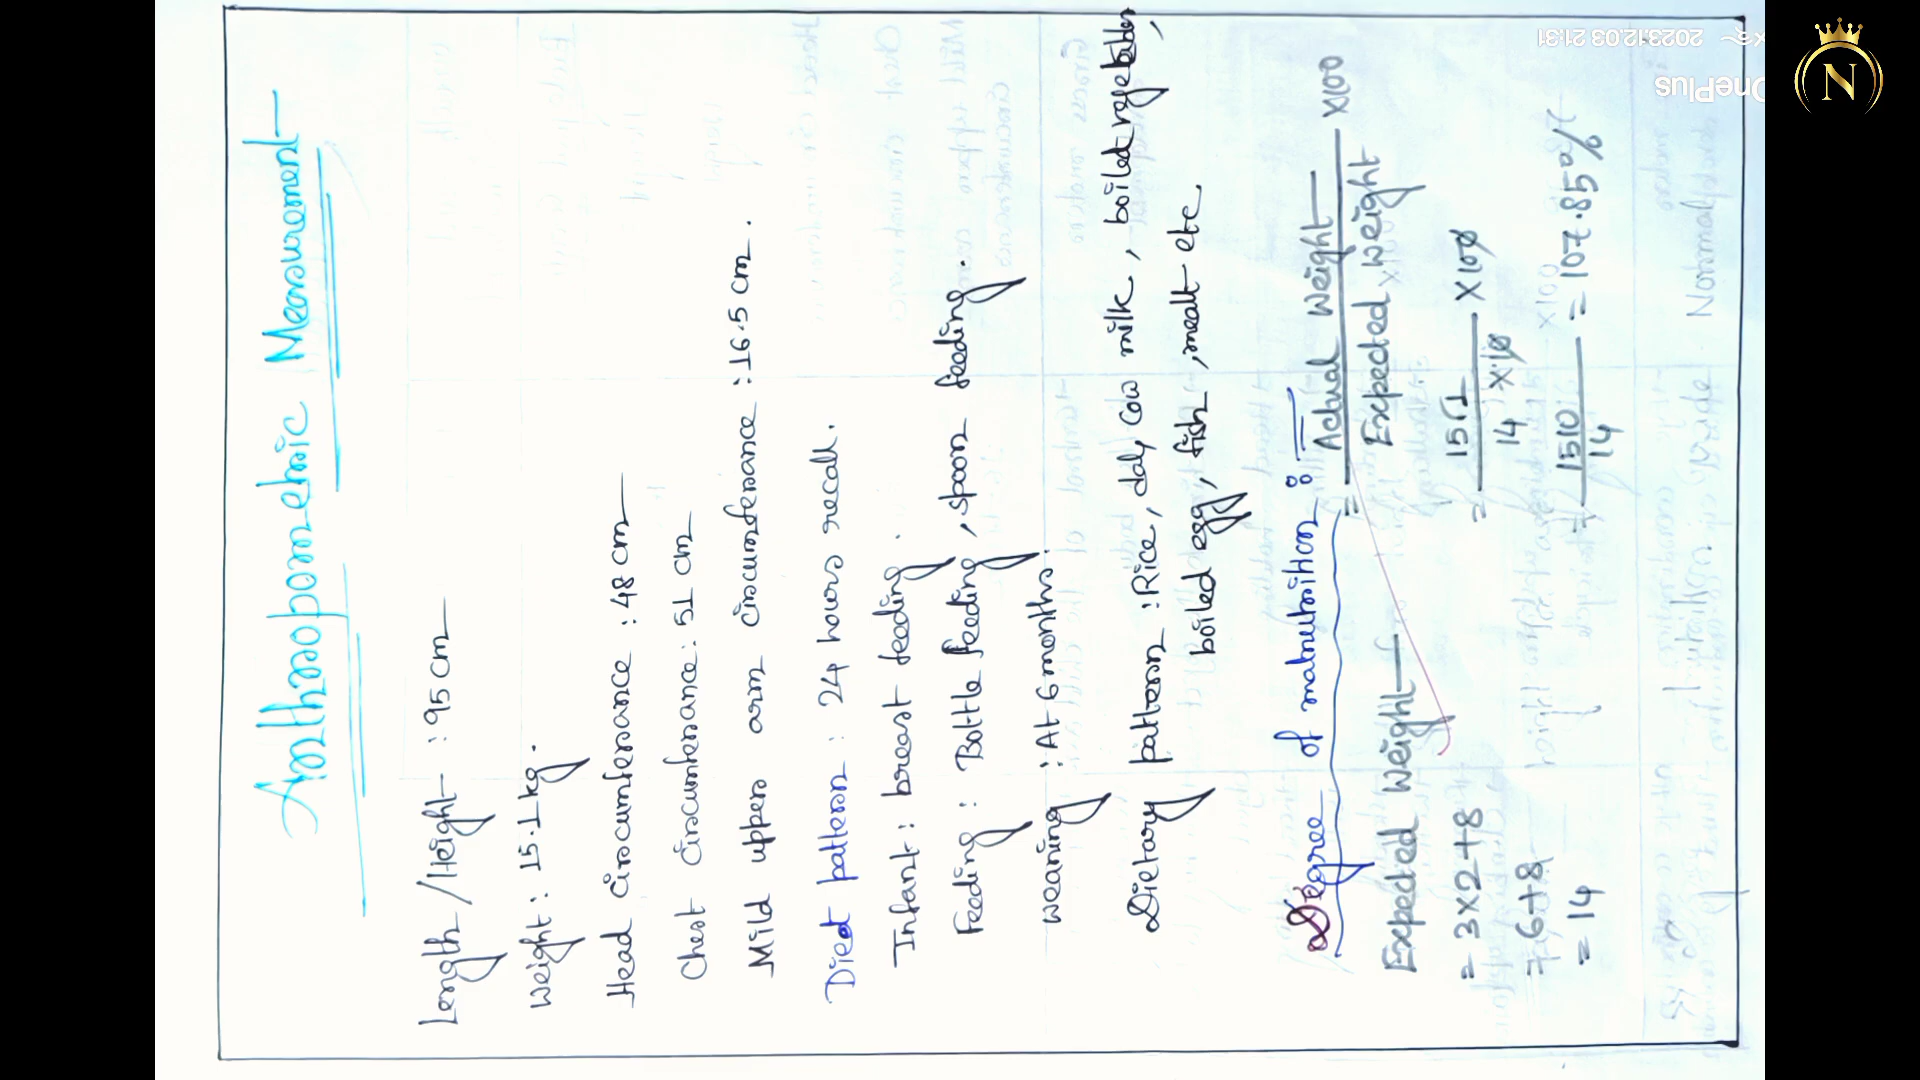 Anthropometric Measurement
Length/Height : 95 cm
Weight : 15.1 kg.
Head circumference : 48 cm
Chest circumference : 51 cm
Mild upper arm circumference : 16.5 cm.
Diet pattern : 24 hours recall.
Infant : breast feeding.
Feeding : Bottle feeding, spoon feeding.
weaning : At 6 months.
Dietary pattern : Rice, dal, cow milk, boiled vegetables,
boiled egg, fish, meat etc.
Degree of malnutrition :
= Actual Weight / Expected weight X100
Expected Weight
= 3X2+8
= 6+8
= 14
= 151 / 14 X10 X100
= 1510 / 14 = 107.85%
2023.12.03 21:31
OnePlus
N